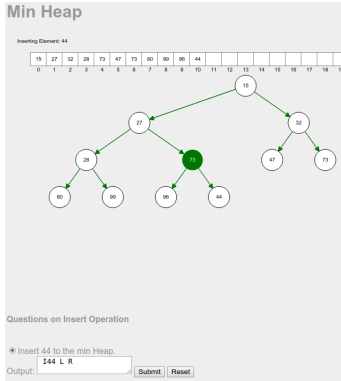 Min Heap
Inserting Element: 44
15 27 32 28 73 47 73 80 99 96 44
0 1 2 3 4 5 6 7 8 9 10 11 12 13 14 15 16 17 18
15
27 32
28 73 47 73
80 99 96 44
Questions on Insert Operation
Insert 44 to the min Heap.
I44 L R
Output: Submit Reset